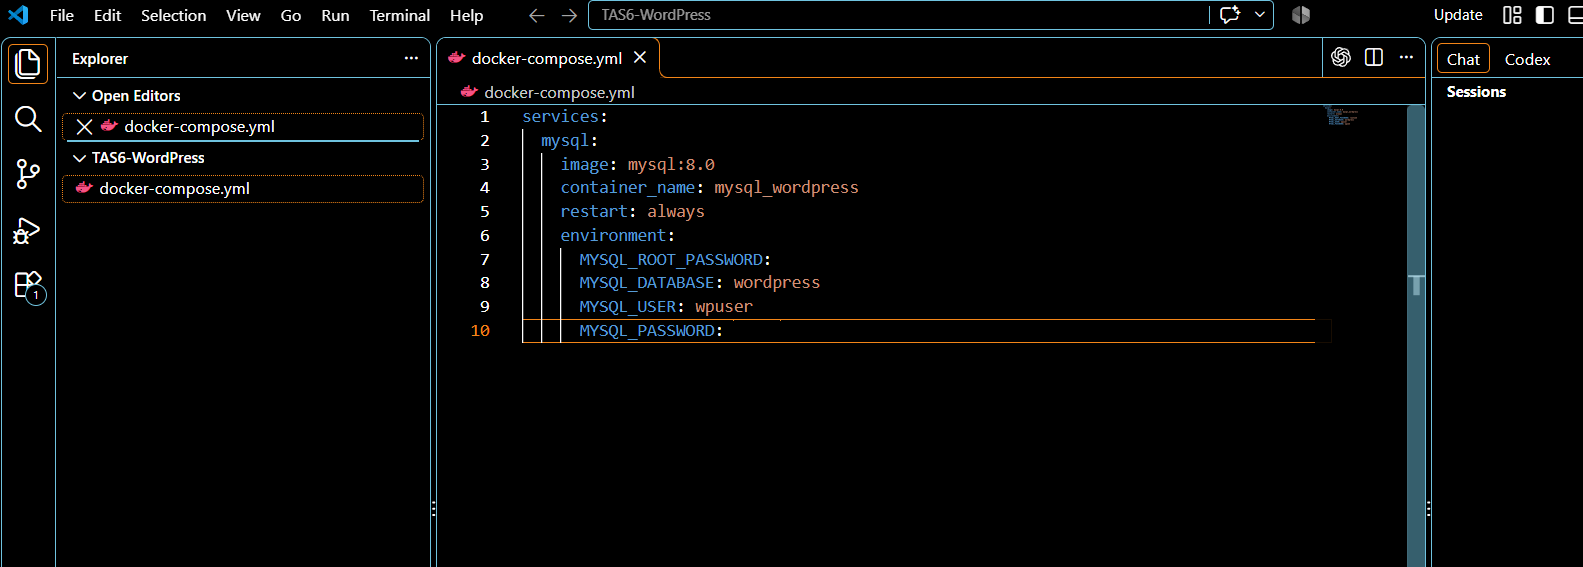 File Edit Selection View Go Run Terminal Help
TAS6-WordPress
Update
Explorer
Open Editors
docker-compose.yml
TAS6-WordPress
docker-compose.yml
1
docker-compose.yml
docker-compose.yml
1 services:
2 mysql:
3 image: mysql:8.0
4 container_name: mysql_wordpress
5 restart: always
6 environment:
7 MYSQL_ROOT_PASSWORD:
8 MYSQL_DATABASE: wordpress
9 MYSQL_USER: wpuser
10 MYSQL_PASSWORD:
Chat Codex
Sessions